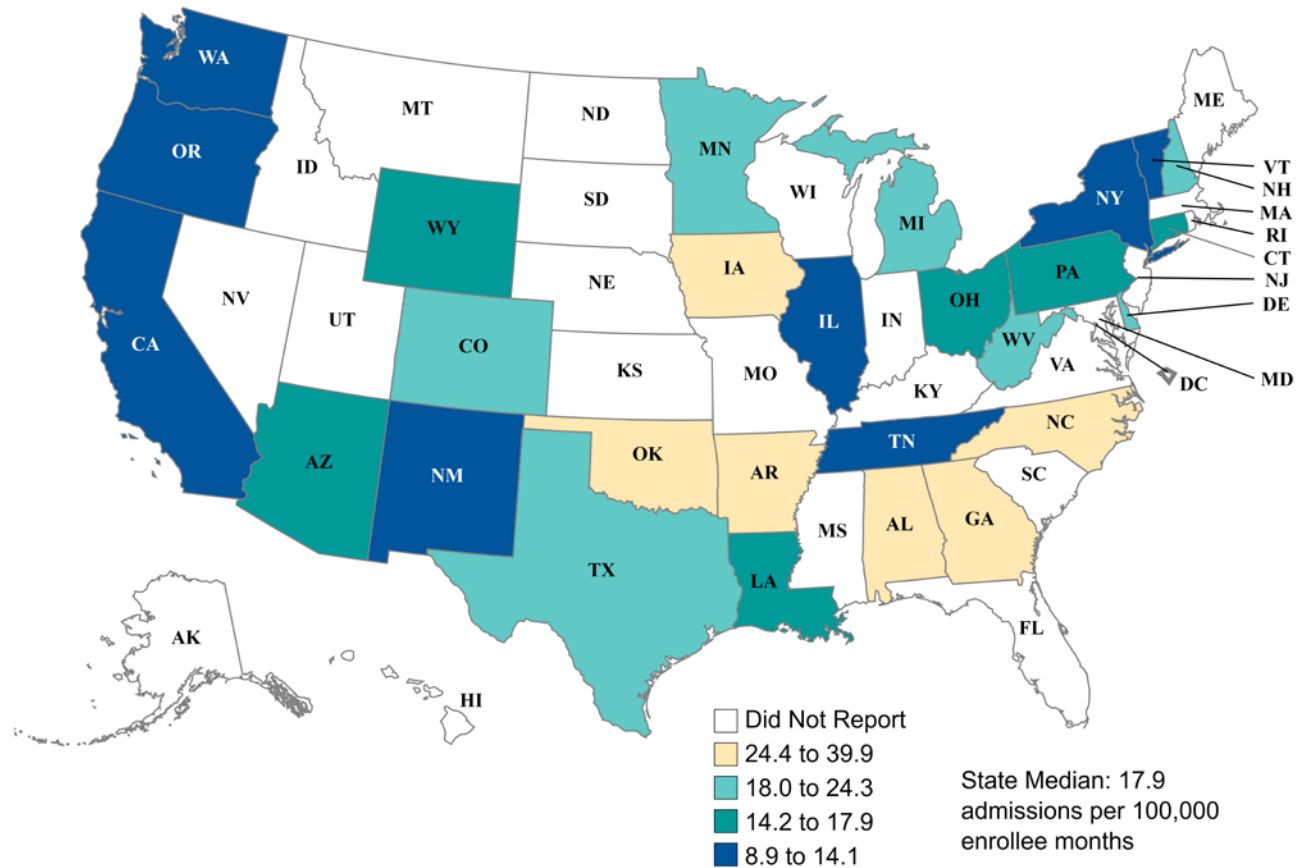 WA
MT
ND
ME
OR
MN
VT
ID
WI
NH
SD
NY
MI
MA
WY
RI
CT
IA
PA
NE
NJ
NV
OH
DE
UT
IL
IN
CO
WV
CA
KS
MO
VA
MD
DC
KY
NC
TN
OK
AZ
AR
NM
SC
MS
AL
GA
TX
LA
FL
AK
HI
Did Not Report
24.4 to 39.9
18.0 to 24.3
14.2 to 17.9
8.9 to 14.1
State Median: 17.9
admissions per 100,000
enrollee months